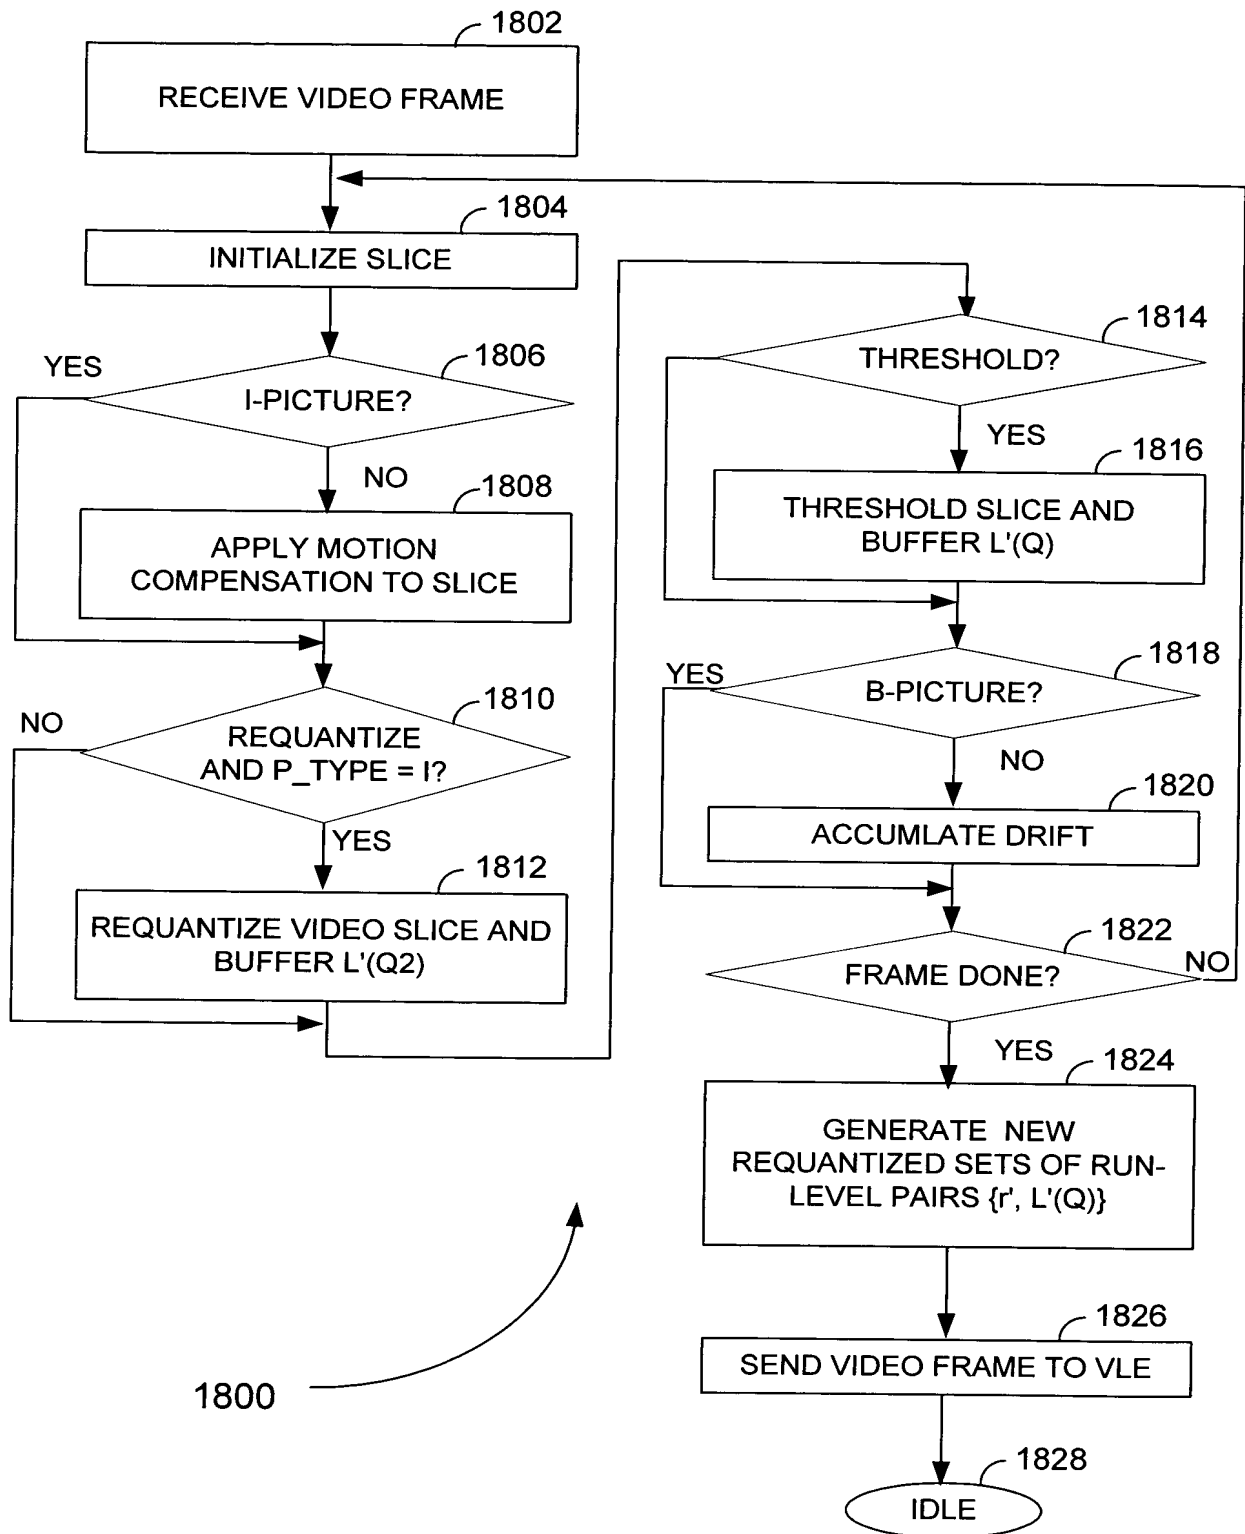 1802
RECEIVE VIDEO FRAME
1804
INITIALIZE SLICE
1806
YES
I-PICTURE?
NO
1808
APPLY MOTION
COMPENSATION TO SLICE
1810
NO
REQUANTIZE
AND P_TYPE = I?
YES
1812
REQUANTIZE VIDEO SLICE AND
BUFFER L'(Q2)
1814
THRESHOLD?
YES
1816
THRESHOLD SLICE AND
BUFFER L'(Q)
1818
YES
B-PICTURE?
NO
1820
ACCUMLATE DRIFT
1822
FRAME DONE?
NO
YES
1824
GENERATE NEW
REQUANTIZED SETS OF RUN-
LEVEL PAIRS {r', L'(Q)}
1826
SEND VIDEO FRAME TO VLE
1828
IDLE
1800